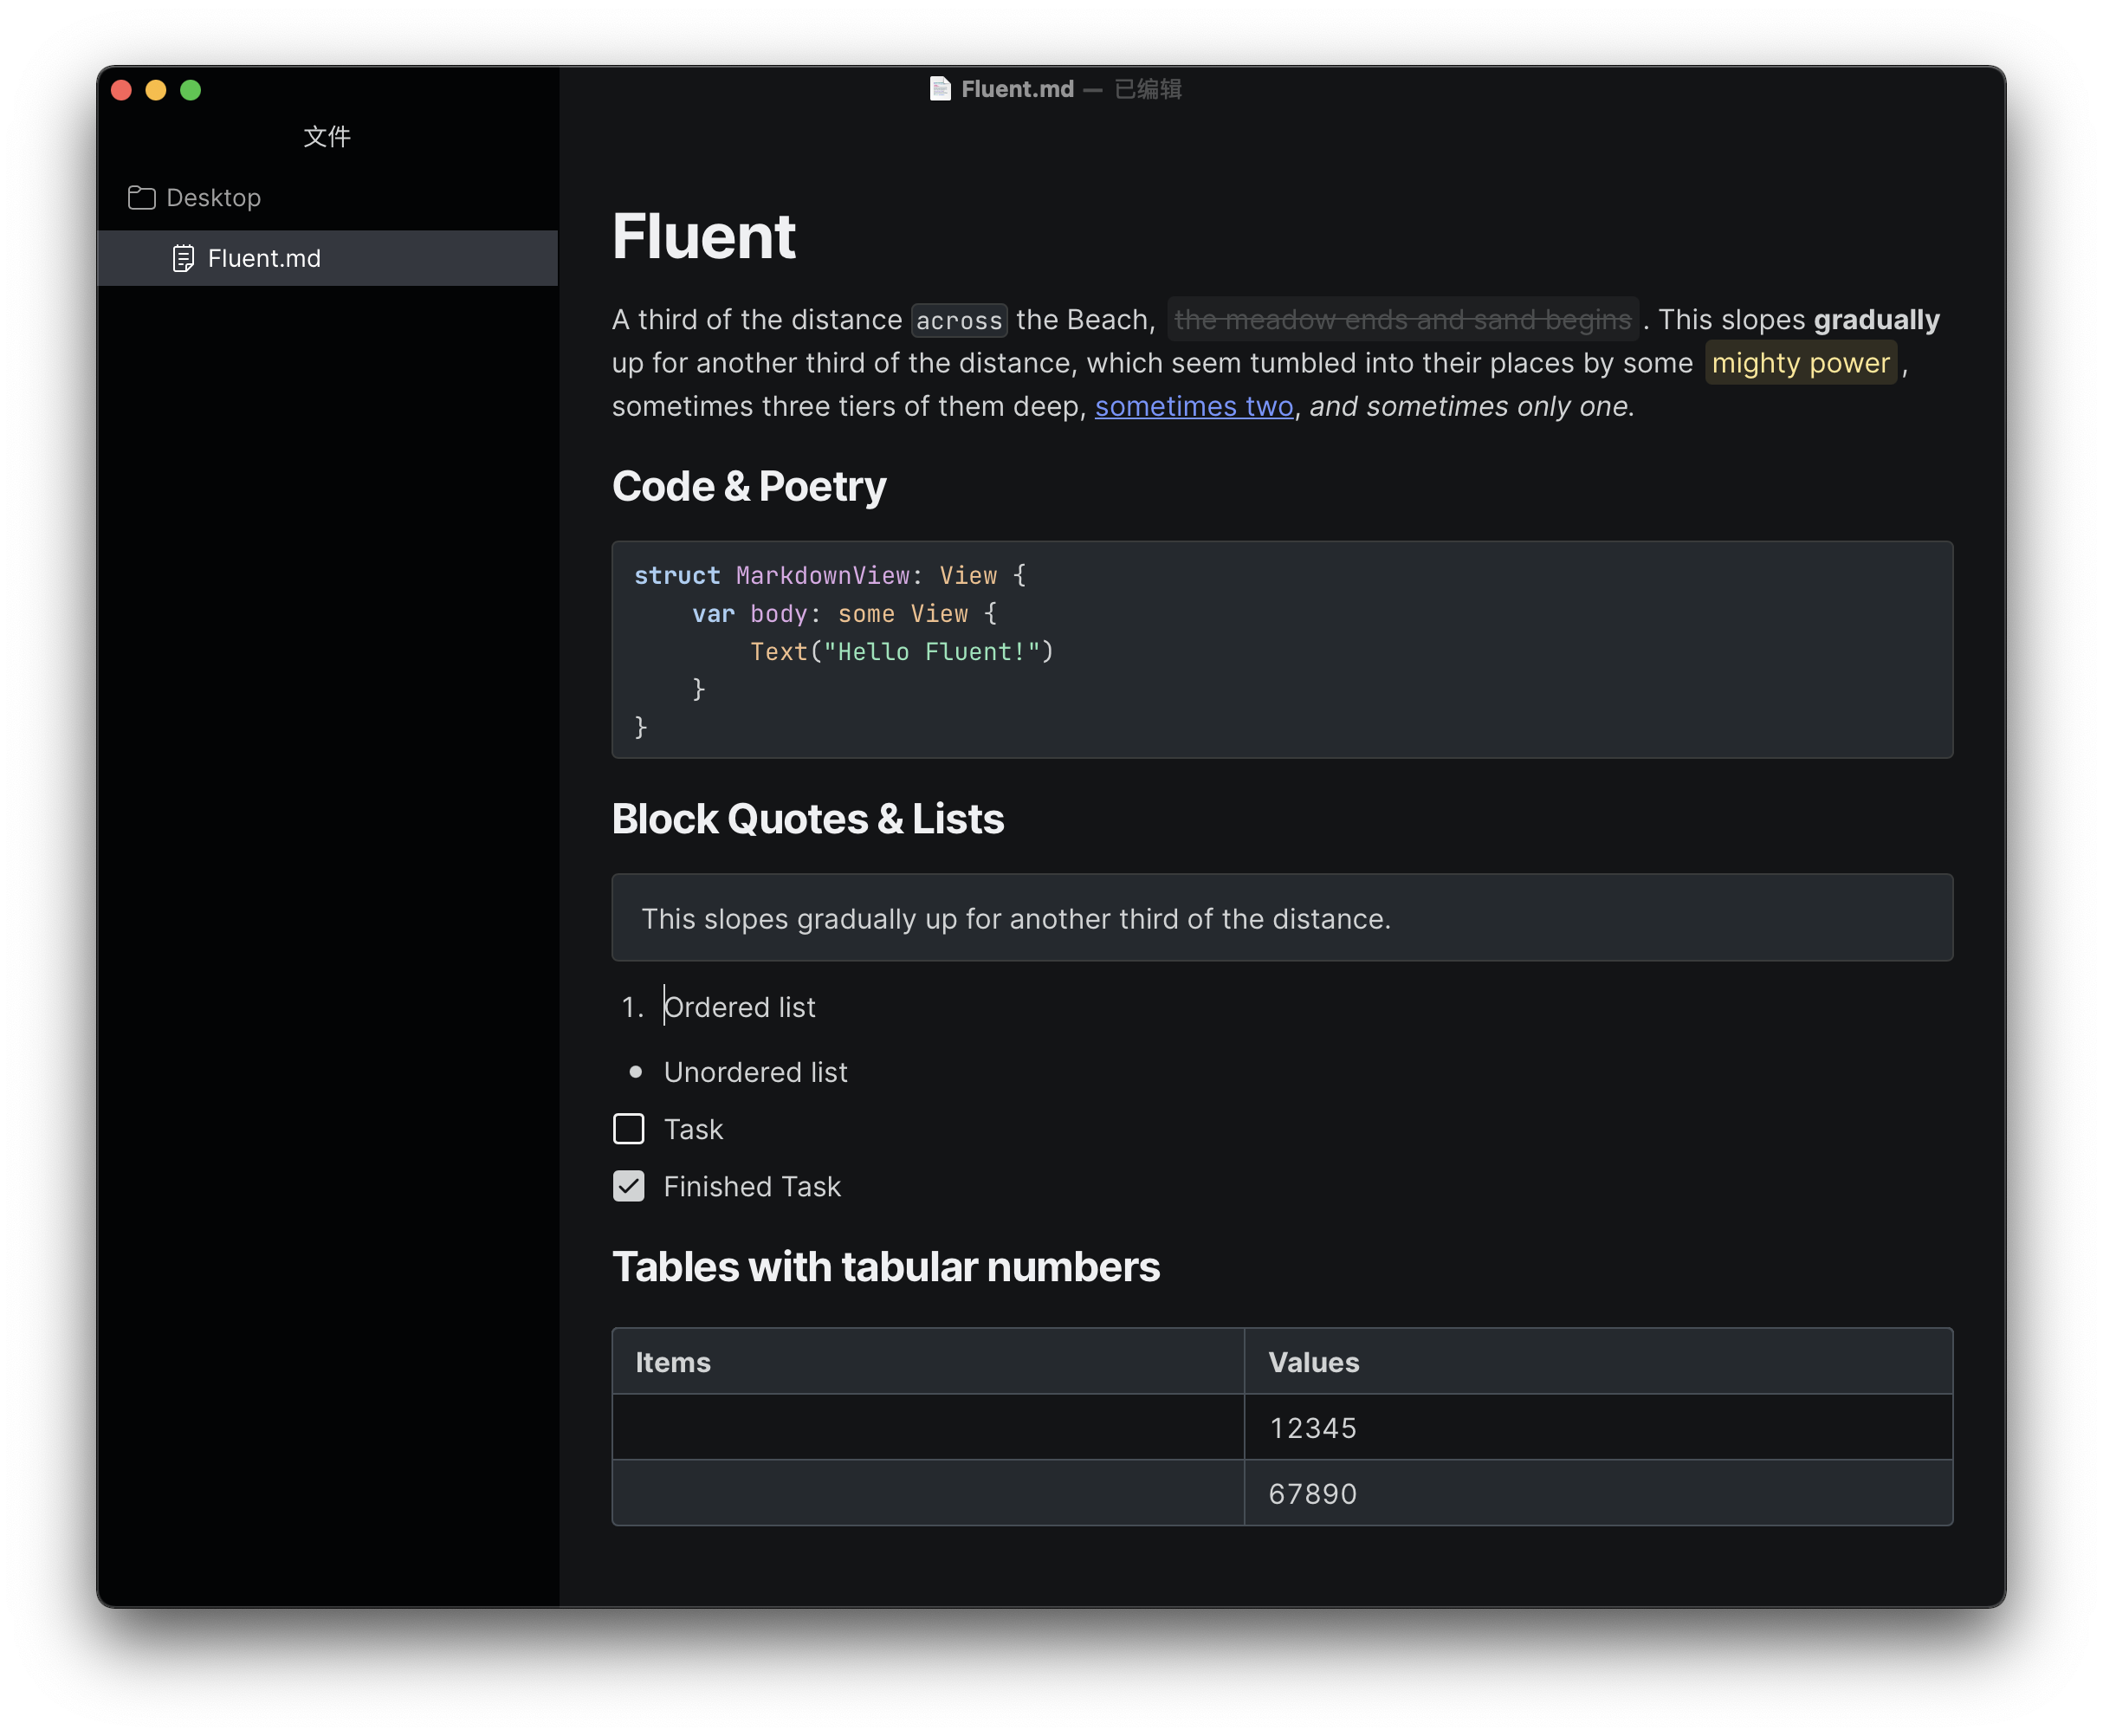 Fluent.md — 已编辑
文件
Desktop
Fluent.md
Fluent
A third of the distance across the Beach, the meadow ends and sand begins . This slopes gradually
up for another third of the distance, which seem tumbled into their places by some mighty power ,
sometimes three tiers of them deep, sometimes two, and sometimes only one.
Code & Poetry
struct MarkdownView: View {
    var body: some View {
        Text("Hello Fluent!")
    }
}
Block Quotes & Lists
This slopes gradually up for another third of the distance.
1. Ordered list
• Unordered list
Task
Finished Task
Tables with tabular numbers
Items Values
12345
67890